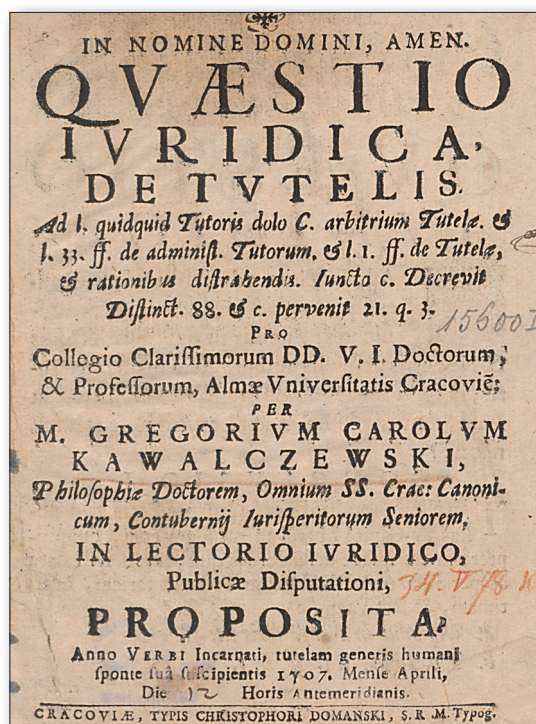 IN NOMINE DOMINI, AMEN.
QVÆSTIO
IVRIDICA,
DE TVTELIS.
Ad l. quidquid Tutoris dolo C. arbitrium Tutelæ. &
l. 33. ff. de administ. Tutorum. & l. 1. ff. de Tutelæ,
& rationibus distrahendis. Iuncto c. Decrevit
Distinct. 88. & c. pervenit 21. q. 3.
15600 I
PRO
Collegio Clarissimorum DD. V. I. Doctorum,
& Professorum, Almæ Vniversitatis Cracoviẽ;
PER
M. GREGORIVM CAROLVM
KAWALCZEWSKI,
Philosophiæ Doctorem, Omnium SS. Crac: Canoni-
cum, Contubernij Iurisperitorum Seniorem,
IN LECTORIO IVRIDICO,
Publicæ Disputationi,
PROPOSITA,
Anno VERBI Incarnati, tutelam generis humani
sponte suâ suscipientis 1707. Mense Aprili,
Die 12 Horis Antemeridianis.
CRACOVIÆ, TYPIS CHRISTOPHORI DOMANSKI, S. R. M. Typog.